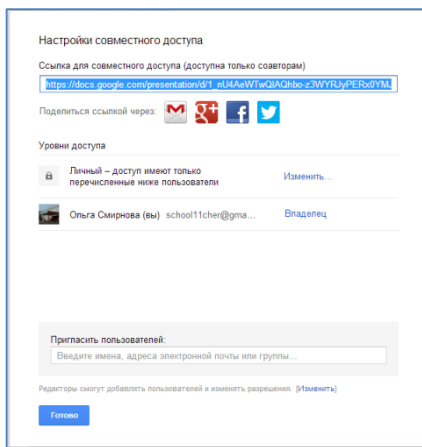 Настройки совместного доступа
Ссылка для совместного доступа (доступна только соавторам)
https://docs.google.com/presentation/d/1_nU4AeWTwQIAQhbo-z3WYRJyPERx0YM
Поделиться ссылкой через:
Уровни доступа
Личный – доступ имеют только
перечисленные ниже пользователи
Изменить...
Ольга Смирнова (вы) school11cher@gma... Владелец
Пригласить пользователей:
Введите имена, адреса электронной почты или группы...
Редакторы смогут добавлять пользователей и изменять разрешения. [Изменить]
Готово